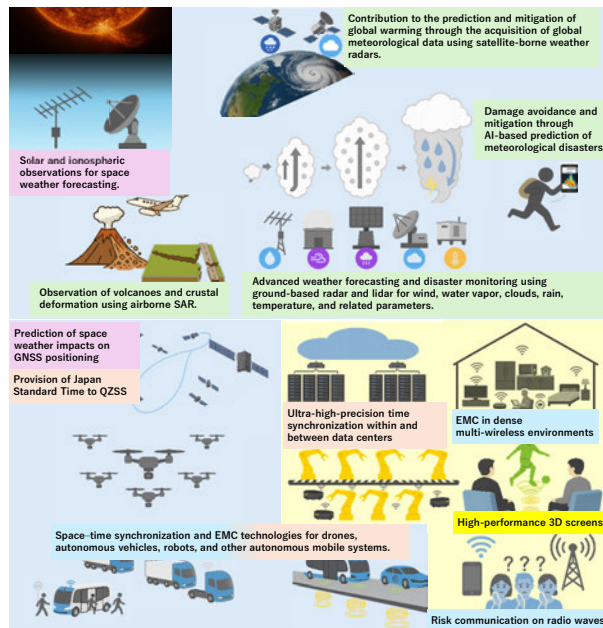 Contribution to the prediction and mitigation of
global warming through the acquisition of global
meteorological data using satellite-borne weather
radars.
Damage avoidance and
mitigation through
AI-based prediction of
meteorological disasters
Solar and ionospheric
observations for space
weather forecasting.
Observation of volcanoes and crustal
deformation using airborne SAR.
Advanced weather forecasting and disaster monitoring using
ground-based radar and lidar for wind, water vapor, clouds, rain,
temperature, and related parameters.
Prediction of space
weather impacts on
GNSS positioning
Provision of Japan
Standard Time to QZSS
Ultra-high-precision time
synchronization within and
between data centers
EMC in dense
multi-wireless environments
High-performance 3D screens
Space–time synchronization and EMC technologies for drones,
autonomous vehicles, robots, and other autonomous mobile systems.
? ? ?
Risk communication on radio waves